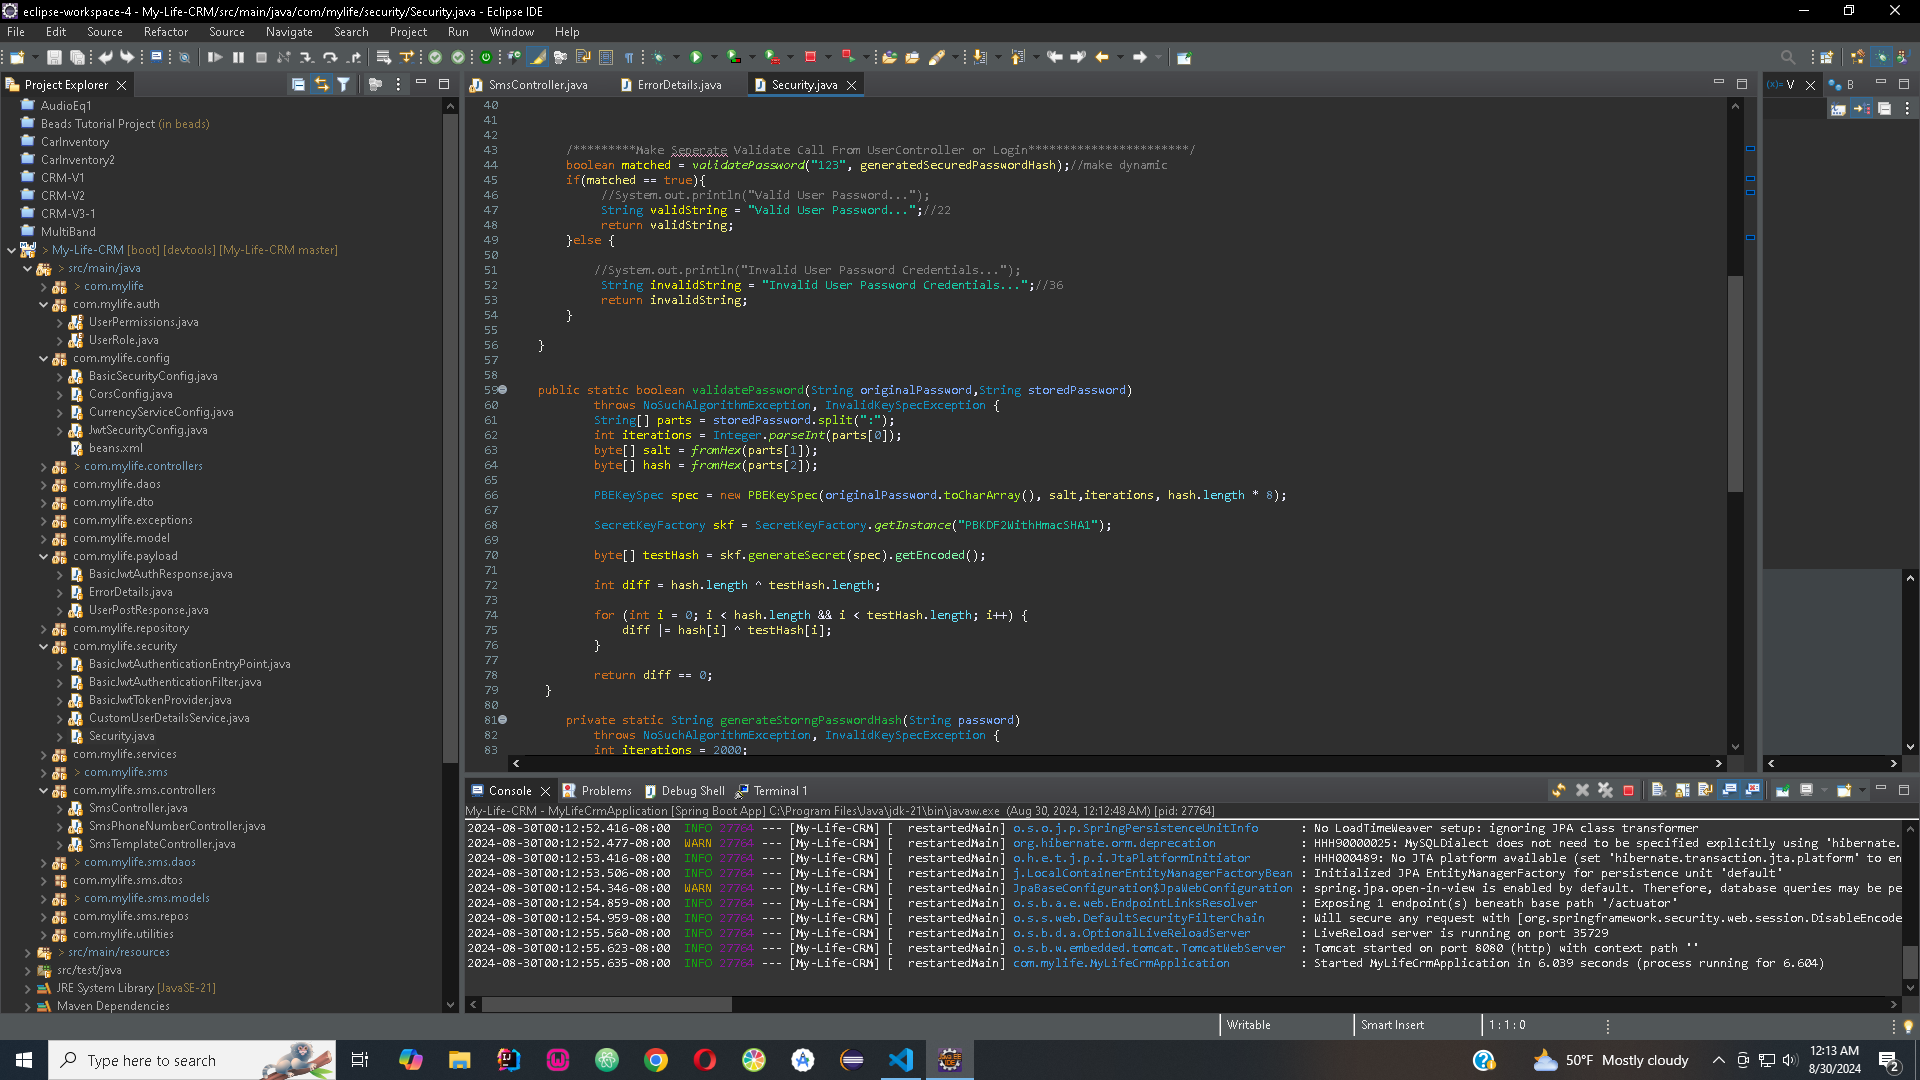 eclipse-workspace-4 - My-Life-CRM/src/main/java/com/mylife/security/Security.java - Eclipse IDE
File Edit Source Refactor Source Navigate Search Project Run Window Help
Project Explorer
AudioEq1
Beads Tutorial Project (in beads)
CarInventory
CarInventory2
CRM-V1
CRM-V2
CRM-V3-1
MultiBand
> My-Life-CRM [boot] [devtools] [My-Life-CRM master]
> src/main/java
> com.mylife
com.mylife.auth
UserPermissions.java
UserRole.java
com.mylife.config
BasicSecurityConfig.java
CorsConfig.java
CurrencyServiceConfig.java
JwtSecurityConfig.java
beans.xml
> com.mylife.controllers
com.mylife.daos
com.mylife.dto
com.mylife.exceptions
com.mylife.model
com.mylife.payload
BasicJwtAuthResponse.java
ErrorDetails.java
UserPostResponse.java
com.mylife.repository
com.mylife.security
BasicJwtAuthenticationEntryPoint.java
BasicJwtAuthenticationFilter.java
BasicJwtTokenProvider.java
CustomUserDetailsService.java
Security.java
com.mylife.services
> com.mylife.sms
com.mylife.sms.controllers
SmsController.java
SmsPhoneNumberController.java
SmsTemplateController.java
> com.mylife.sms.daos
com.mylife.sms.dtos
> com.mylife.sms.models
com.mylife.sms.repos
com.mylife.utilities
> src/main/resources
src/test/java
JRE System Library [JavaSE-21]
Maven Dependencies
SmsController.java ErrorDetails.java Security.java
40
41
42
43 /*********Make Seperate Validate Call From UserController or Login***********************/
44 boolean matched = validatePassword("123", generatedSecuredPasswordHash);//make dynamic
45 if(matched == true){
46 //System.out.println("Valid User Password...");
47 String validString = "Valid User Password...";//22
48 return validString;
49 }else {
50
51 //System.out.println("Invalid User Password Credentials...");
52 String invalidString = "Invalid User Password Credentials...";//36
53 return invalidString;
54 }
55
56 }
57
58
59 public static boolean validatePassword(String originalPassword,String storedPassword)
60 throws NoSuchAlgorithmException, InvalidKeySpecException {
61 String[] parts = storedPassword.split(":");
62 int iterations = Integer.parseInt(parts[0]);
63 byte[] salt = fromHex(parts[1]);
64 byte[] hash = fromHex(parts[2]);
65
66 PBEKeySpec spec = new PBEKeySpec(originalPassword.toCharArray(), salt,iterations, hash.length * 8);
67
68 SecretKeyFactory skf = SecretKeyFactory.getInstance("PBKDF2WithHmacSHA1");
69
70 byte[] testHash = skf.generateSecret(spec).getEncoded();
71
72 int diff = hash.length ^ testHash.length;
73
74 for (int i = 0; i < hash.length && i < testHash.length; i++) {
75 diff |= hash[i] ^ testHash[i];
76 }
77
78 return diff == 0;
79 }
80
81 private static String generateStorngPasswordHash(String password)
82 throws NoSuchAlgorithmException, InvalidKeySpecException {
83 int iterations = 2000;
(x)= V B
Console Problems Debug Shell Terminal 1
My-Life-CRM - MyLifeCrmApplication [Spring Boot App] C:\Program Files\Java\jdk-21\bin\javaw.exe (Aug 30, 2024, 12:12:48 AM) [pid: 27764]
2024-08-30T00:12:52.416-08:00 INFO 27764 --- [My-Life-CRM] [ restartedMain] o.s.o.j.p.SpringPersistenceUnitInfo : No LoadTimeWeaver setup: ignoring JPA class transformer
2024-08-30T00:12:52.477-08:00 WARN 27764 --- [My-Life-CRM] [ restartedMain] org.hibernate.orm.deprecation : HHH90000025: MySQLDialect does not need to be specified explicitly using 'hibernate.
2024-08-30T00:12:53.416-08:00 INFO 27764 --- [My-Life-CRM] [ restartedMain] o.h.e.t.j.p.i.JtaPlatformInitiator : HHH000489: No JTA platform available (set 'hibernate.transaction.jta.platform' to en
2024-08-30T00:12:53.506-08:00 INFO 27764 --- [My-Life-CRM] [ restartedMain] j.LocalContainerEntityManagerFactoryBean : Initialized JPA EntityManagerFactory for persistence unit 'default'
2024-08-30T00:12:54.346-08:00 WARN 27764 --- [My-Life-CRM] [ restartedMain] JpaBaseConfiguration$JpaWebConfiguration : spring.jpa.open-in-view is enabled by default. Therefore, database queries may be pe
2024-08-30T00:12:54.859-08:00 INFO 27764 --- [My-Life-CRM] [ restartedMain] o.s.b.a.e.web.EndpointLinksResolver : Exposing 1 endpoint(s) beneath base path '/actuator'
2024-08-30T00:12:54.959-08:00 INFO 27764 --- [My-Life-CRM] [ restartedMain] o.s.s.web.DefaultSecurityFilterChain : Will secure any request with [org.springframework.security.web.session.DisableEncode
2024-08-30T00:12:55.560-08:00 INFO 27764 --- [My-Life-CRM] [ restartedMain] o.s.b.d.a.OptionalLiveReloadServer : LiveReload server is running on port 35729
2024-08-30T00:12:55.623-08:00 INFO 27764 --- [My-Life-CRM] [ restartedMain] o.s.b.w.embedded.tomcat.TomcatWebServer : Tomcat started on port 8080 (http) with context path ''
2024-08-30T00:12:55.635-08:00 INFO 27764 --- [My-Life-CRM] [ restartedMain] com.mylife.MyLifeCrmApplication : Started MyLifeCrmApplication in 6.039 seconds (process running for 6.604)
Writable Smart Insert 1 : 1 : 0
Type here to search
50°F Mostly cloudy
12:13 AM
8/30/2024
2